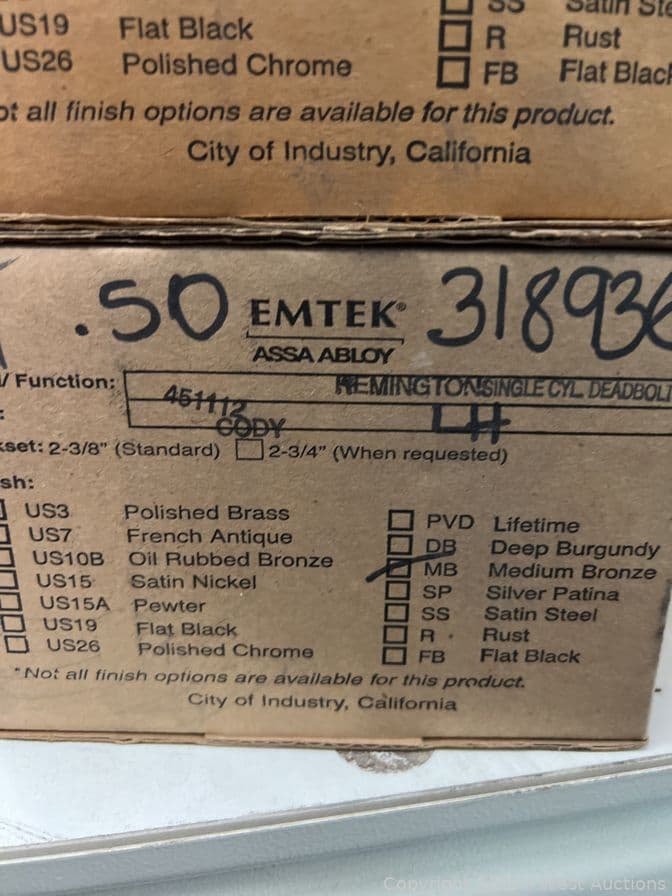 US19 Flat Black
US26 Polished Chrome
SS Satin Ste
R Rust
FB Flat Black
ot all finish options are available for this product.
City of Industry, California
.50 EMTEK® 318936
ASSA ABLOY
/ Function: REMINGTON SINGLE CYL. DEADBOLT
451112 LH
CODY
kset: 2-3/8" (Standard) 2-3/4" (When requested)
sh:
US3 Polished Brass
US7 French Antique
US10B Oil Rubbed Bronze
US15 Satin Nickel
US15A Pewter
US19 Flat Black
US26 Polished Chrome
PVD Lifetime
DB Deep Burgundy
MB Medium Bronze
SP Silver Patina
SS Satin Steel
R Rust
FB Flat Black
*Not all finish options are available for this product.
City of Industry, California